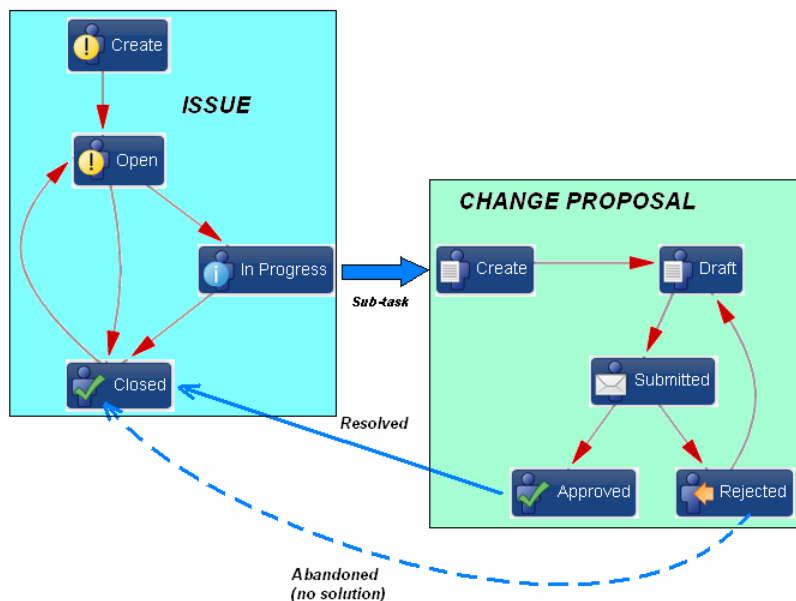 Create
ISSUE
Open
In Progress
Closed
Sub-task
CHANGE PROPOSAL
Create
Draft
Submitted
Approved
Rejected
Resolved
Abandoned
(no solution)